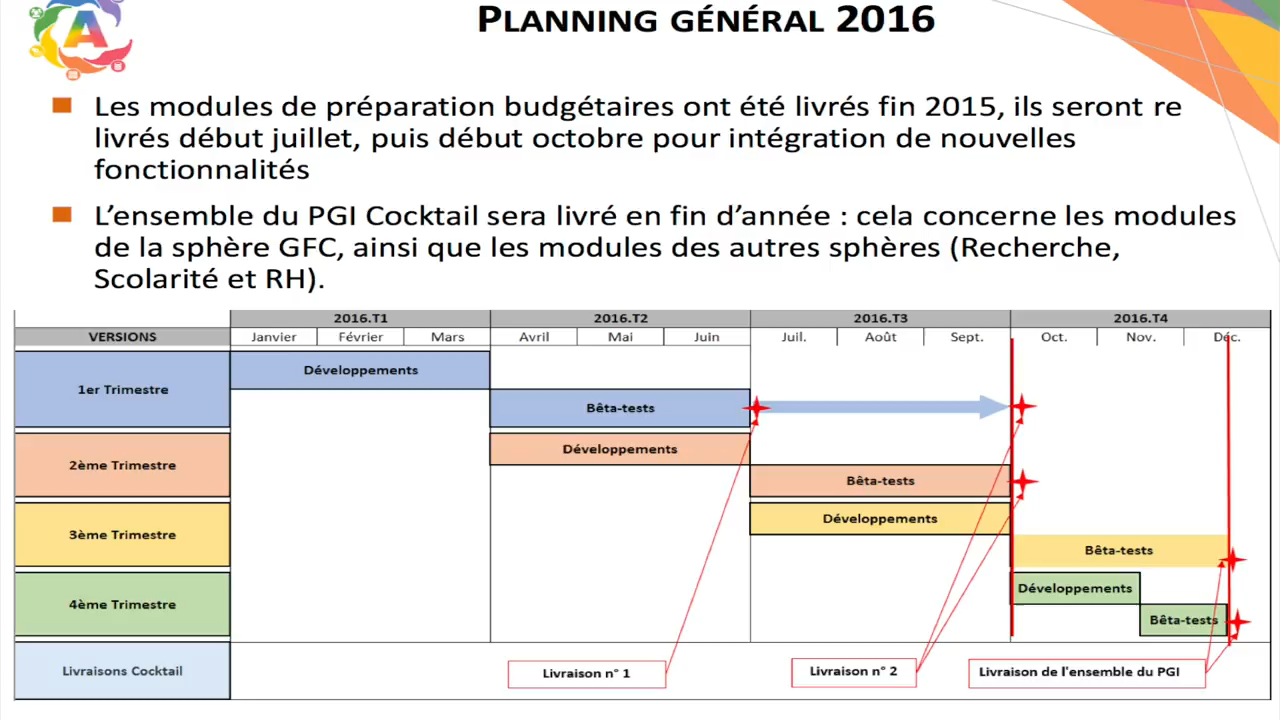 A
PLANNING GÉNÉRAL 2016
Les modules de préparation budgétaires ont été livrés fin 2015, ils seront re
livrés début juillet, puis début octobre pour intégration de nouvelles
fonctionnalités
L'ensemble du PGI Cocktail sera livré en fin d'année : cela concerne les modules
de la sphère GFC, ainsi que les modules des autres sphères (Recherche,
Scolarité et RH).
2016.T1 2016.T2 2016.T3 2016.T4
VERSIONS Janvier Février Mars Avril Mai Juin Juil. Août Sept. Oct. Nov. Déc.
1er Trimestre
Développements
Bêta-tests
2ème Trimestre
Développements
Bêta-tests
3ème Trimestre
Développements
Bêta-tests
4ème Trimestre
Développements
Bêta-tests
Livraisons Cocktail
Livraison n° 1
Livraison n° 2
Livraison de l'ensemble du PGI